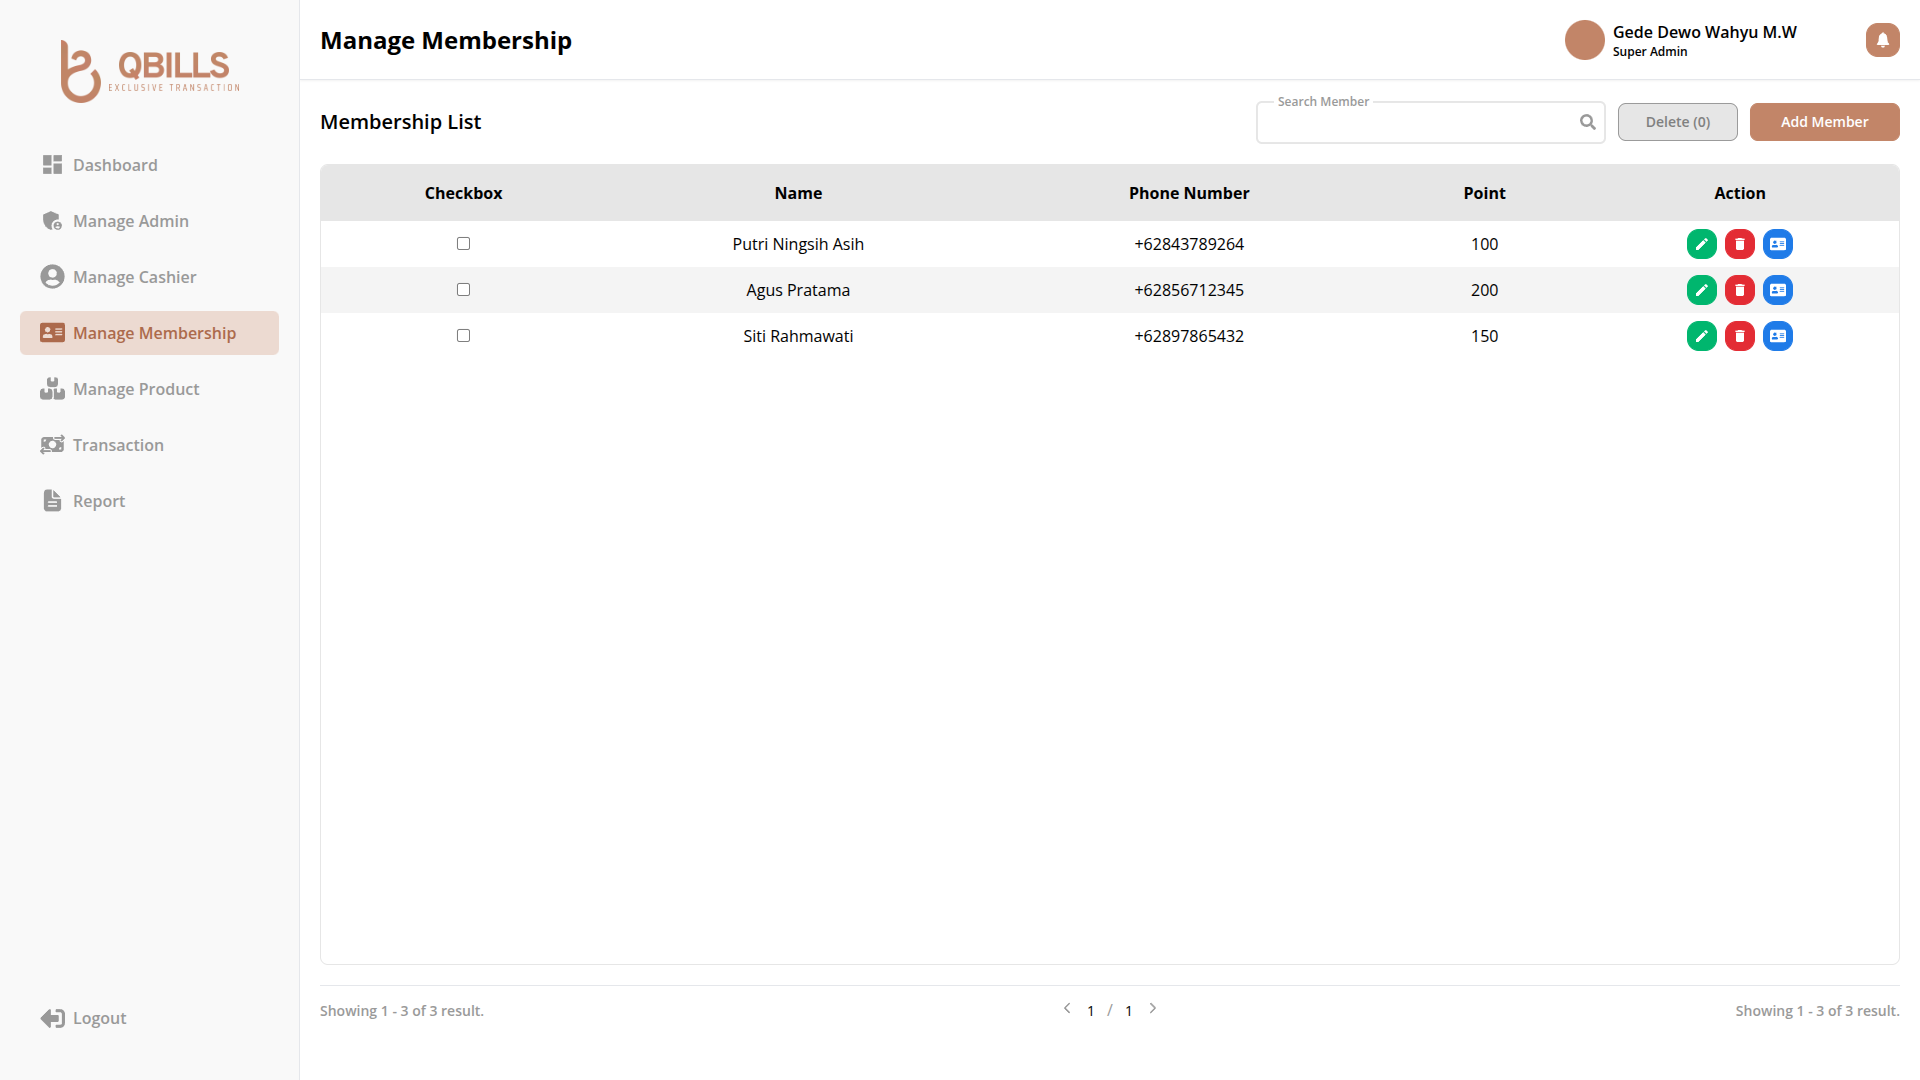 QBILLS
EXCLUSIVE TRANSACTION
Dashboard
Manage Admin
Manage Cashier
Manage Membership
Manage Product
Transaction
Report
Logout
Manage Membership
Gede Dewo Wahyu M.W
Super Admin
Membership List
Search Member
Delete (0)
Add Member
Checkbox Name Phone Number Point Action
Putri Ningsih Asih +62843789264 100
Agus Pratama +62856712345 200
Siti Rahmawati +62897865432 150
Showing 1 - 3 of 3 result.
1 / 1
Showing 1 - 3 of 3 result.